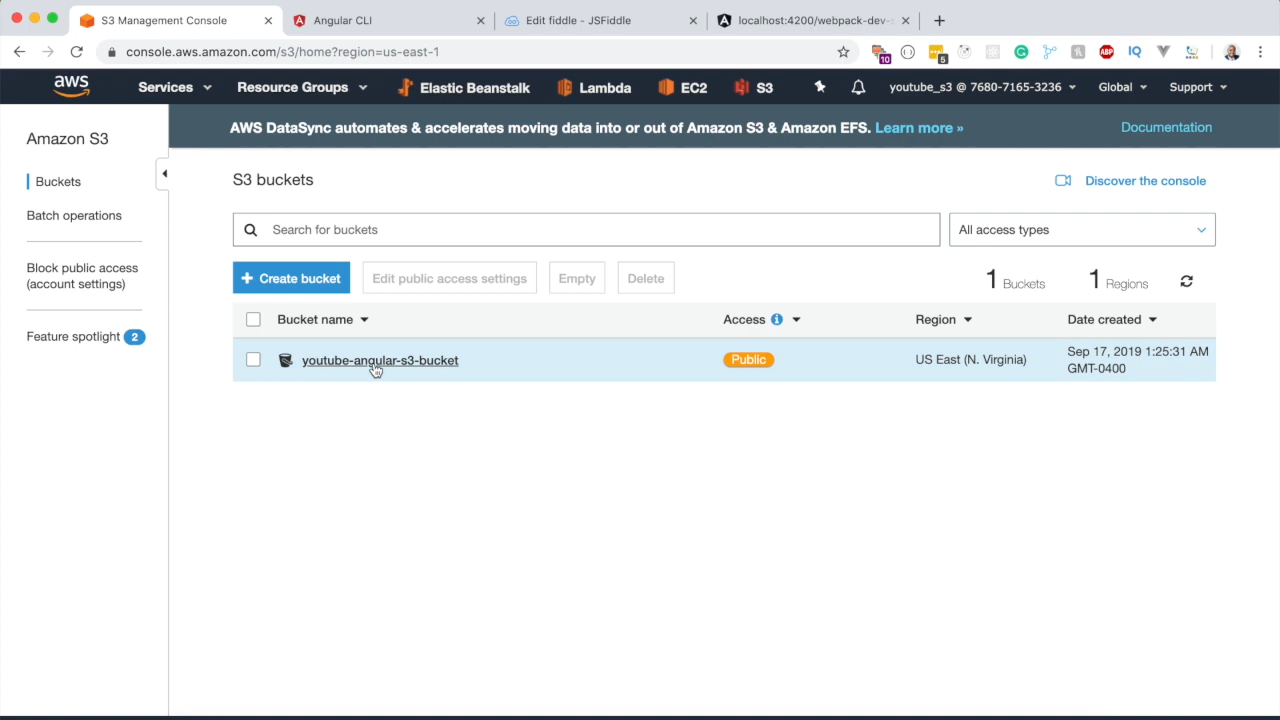 S3 Management Console
Angular CLI
Edit fiddle - JSFiddle
localhost:4200/webpack-dev-s
console.aws.amazon.com/s3/home?region=us-east-1
10
5
ABP
IQ
aws
Services
Resource Groups
Elastic Beanstalk
Lambda
EC2
S3
youtube_s3 @ 7680-7165-3236
Global
Support
Amazon S3
Buckets
Batch operations
Block public access
(account settings)
Feature spotlight 2
AWS DataSync automates & accelerates moving data into or out of Amazon S3 & Amazon EFS. Learn more »
Documentation
S3 buckets
Discover the console
Search for buckets
All access types
+ Create bucket
Edit public access settings
Empty
Delete
1 Buckets
1 Regions
Bucket name
Access
Region
Date created
youtube-angular-s3-bucket
Public
US East (N. Virginia)
Sep 17, 2019 1:25:31 AM
GMT-0400